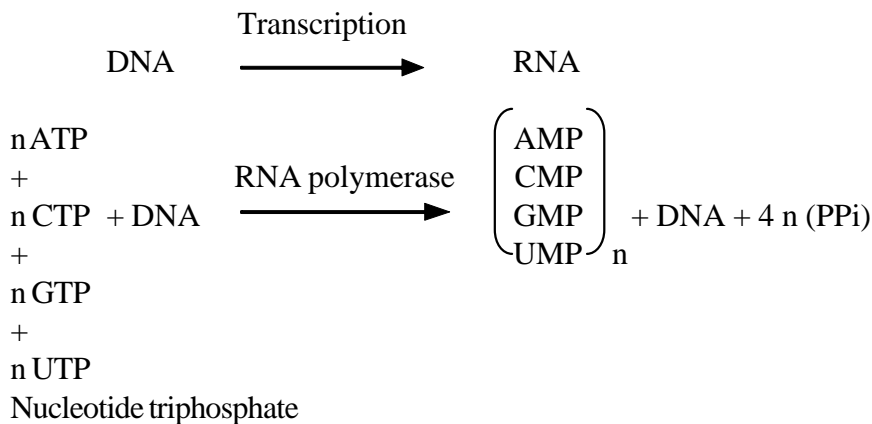 Transcription
DNA RNA
n ATP AMP
+ RNA polymerase CMP
n CTP + DNA GMP + DNA + 4 n (PPi)
+ UMP n
n GTP
+
n UTP
Nucleotide triphosphate